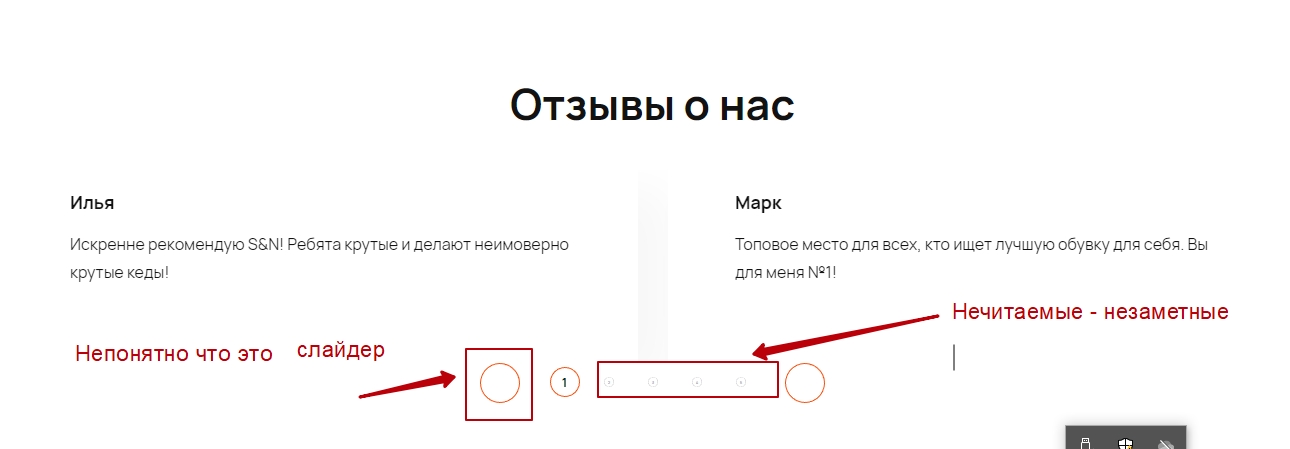 Отзывы о нас
Илья
Искренне рекомендую S&N! Ребята крутые и делают неимоверно
крутые кеды!
Марк
Топовое место для всех, кто ищет лучшую обувку для себя. Вы
для меня №1!
Нечитаемые - незаметные
Непонятно что это слайдер
1